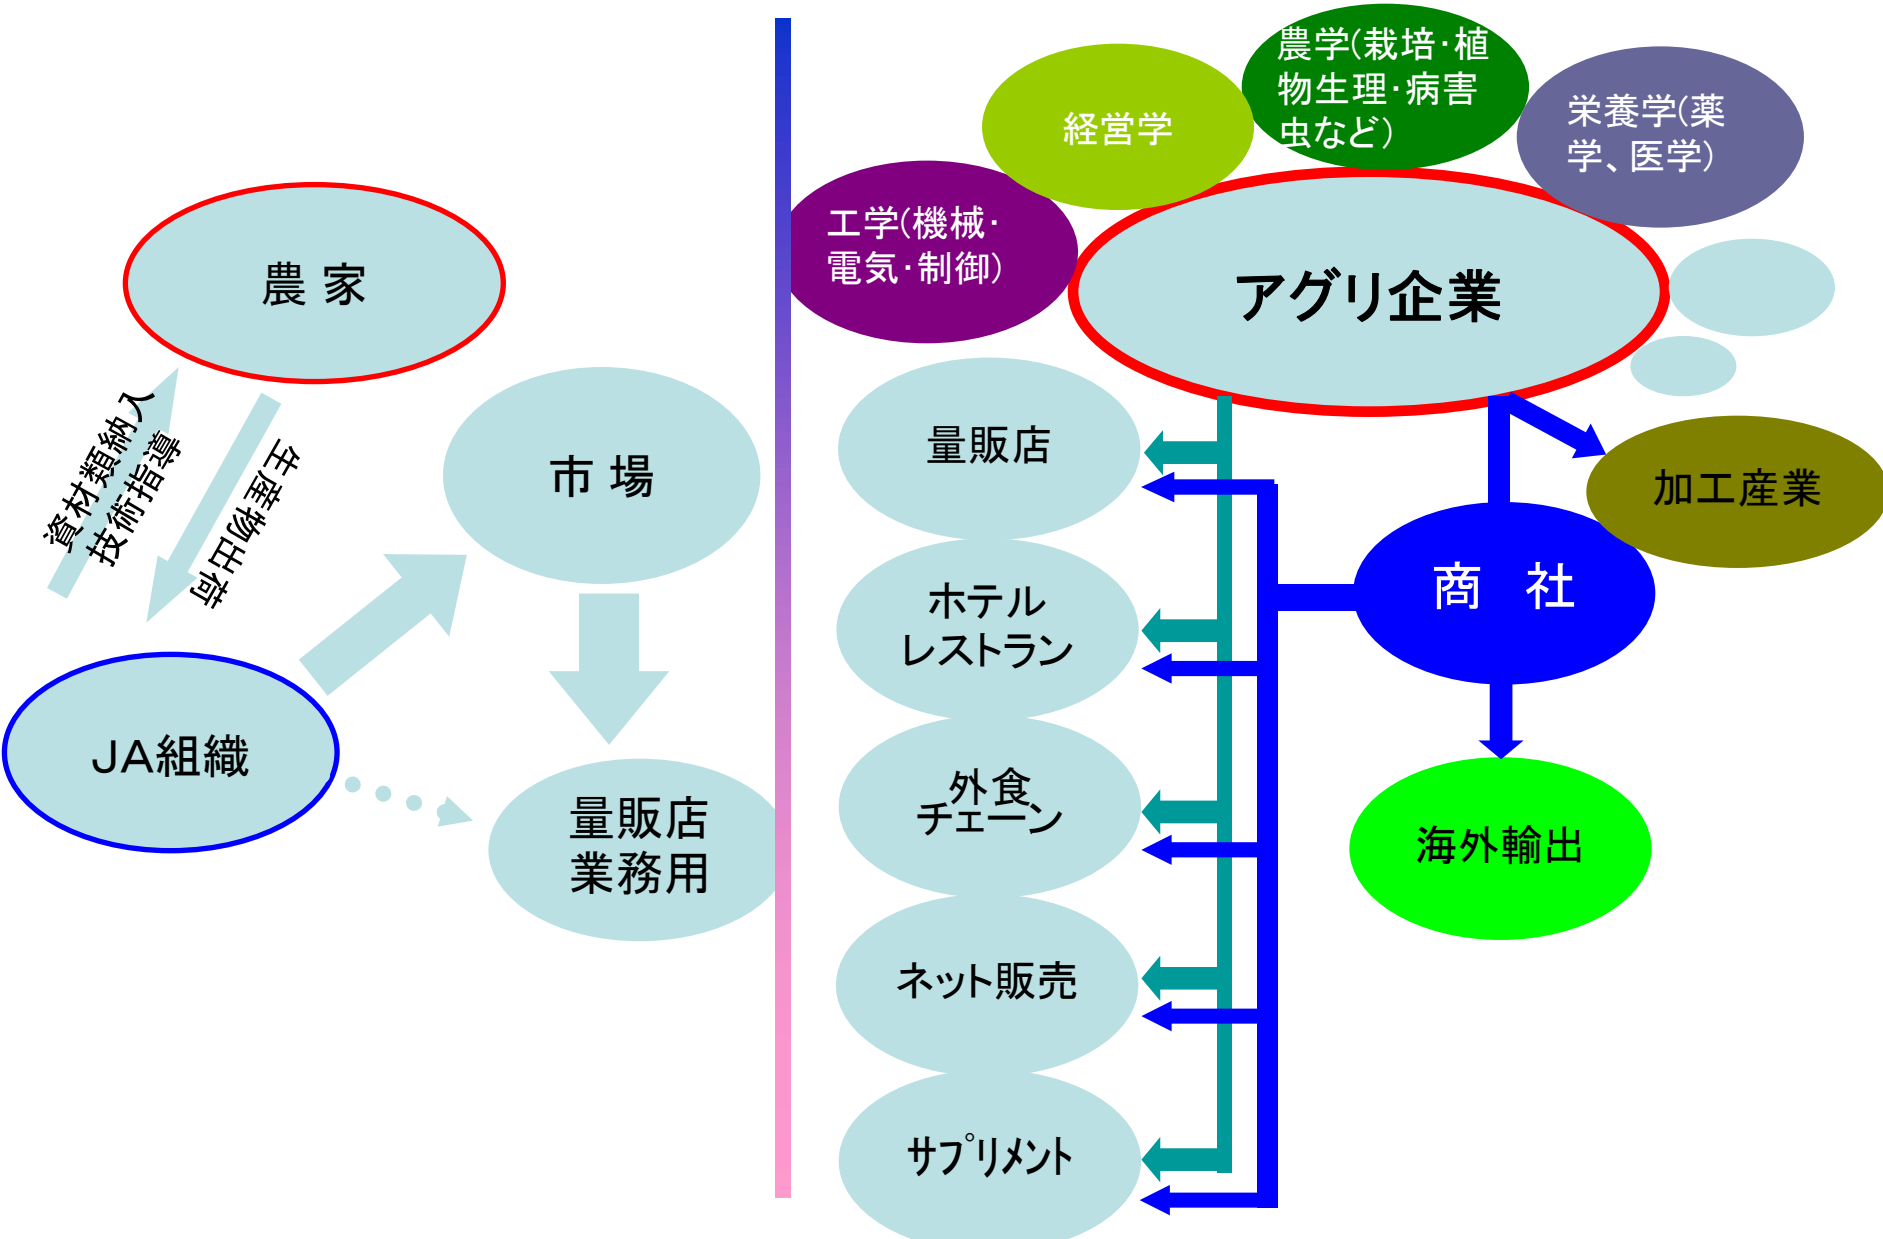 農 家
資材類納入
技術指導
生産物出荷
市 場
JA組織
量販店
業務用
工学(機械・
電気・制御)
経営学
農学(栽培・植
物生理・病害
虫など)
栄養学(薬
学、医学)
アグリ企業
量販店
ホテル
レストラン
外食
チェーン
ネット販売
サプリメント
加工産業
商 社
海外輸出